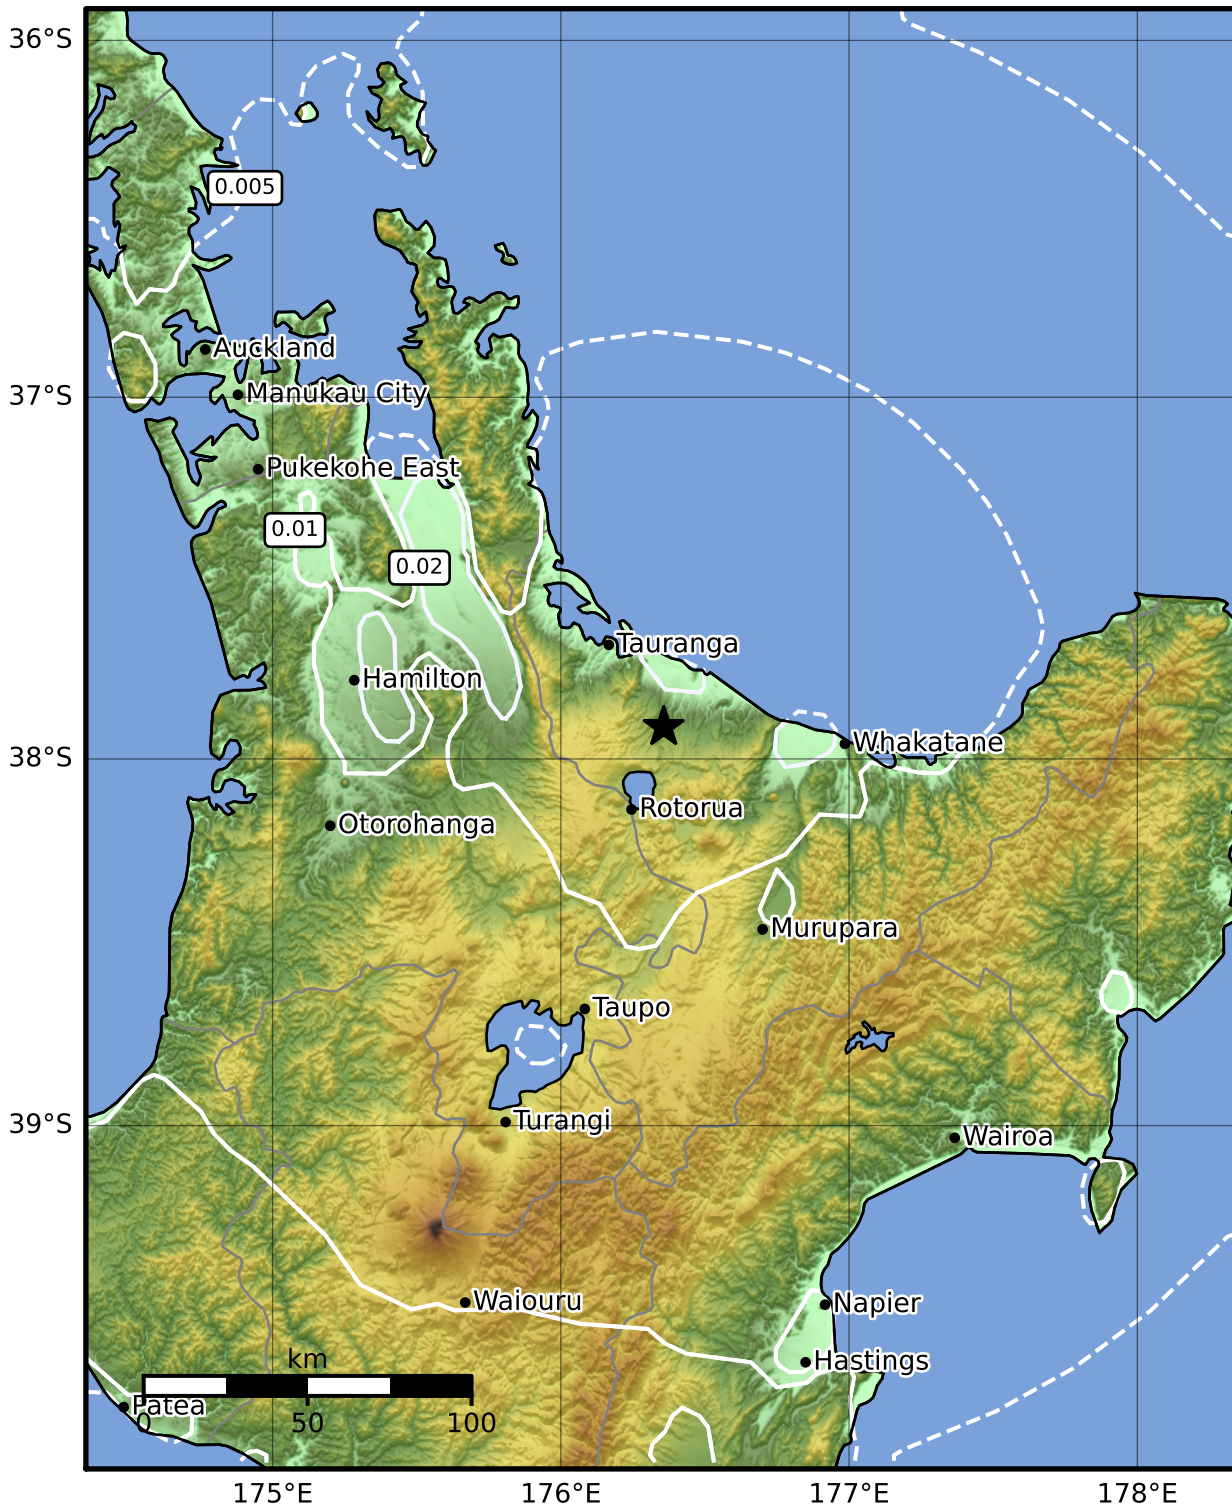 36°S
0.005
Auckland
37°S
Manukau City
Pukekohe East
0.01
0.02
Tauranga
Hamilton
Whakatane
38°S
Rotorua
Otorohanga
Murupara
Taupo
39°S
Turangi
Wairoa
Waiouru
Napier
km
Hastings
Patea
0 50 100
175°E 176°E 177°E 178°E